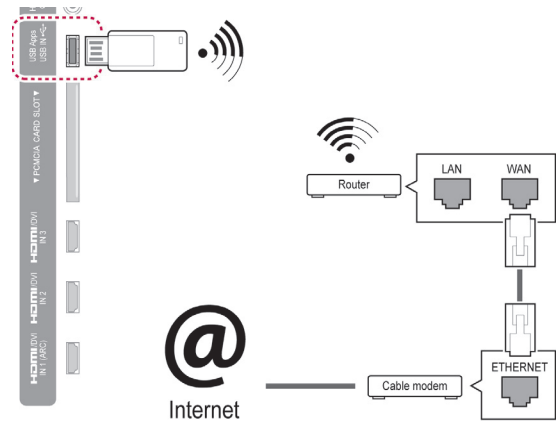 USB Apps
USB IN
▼ PCMCIA CARD SLOT ▼
HDMI/DVI
IN 3
HDMI/DVI
IN 2
HDMI/DVI
IN 1 (ARC)
Router
LAN
WAN
ETHERNET
Cable modem
@
Internet